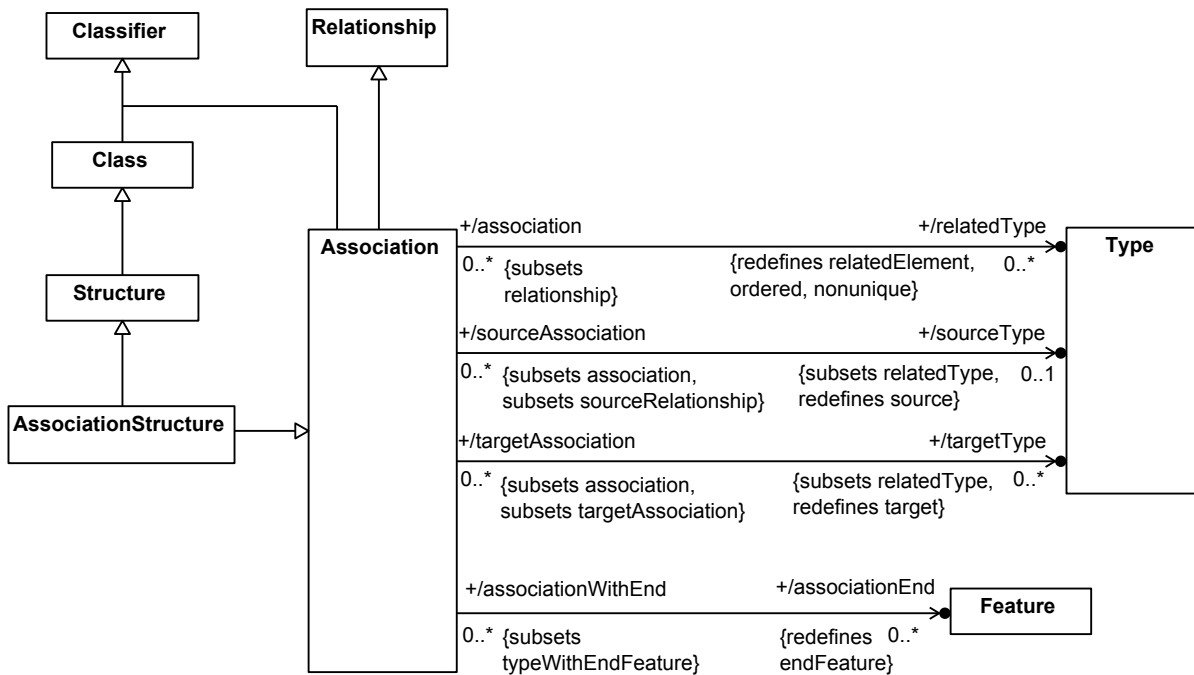 Classifier
Relationship
Class
Structure
AssociationStructure
Association
Type
+/association
+/relatedType
0..*
{subsets
relationship}
{redefines relatedElement,
ordered, nonunique}
0..*
+/sourceAssociation
+/sourceType
0..*
{subsets association,
subsets sourceRelationship}
{subsets relatedType,
redefines source}
0..1
+/targetAssociation
+/targetType
0..*
{subsets association,
subsets targetAssociation}
{subsets relatedType,
redefines target}
0..*
+/associationWithEnd
+/associationEnd
0..*
{subsets
typeWithEndFeature}
{redefines
endFeature}
0..*
Feature